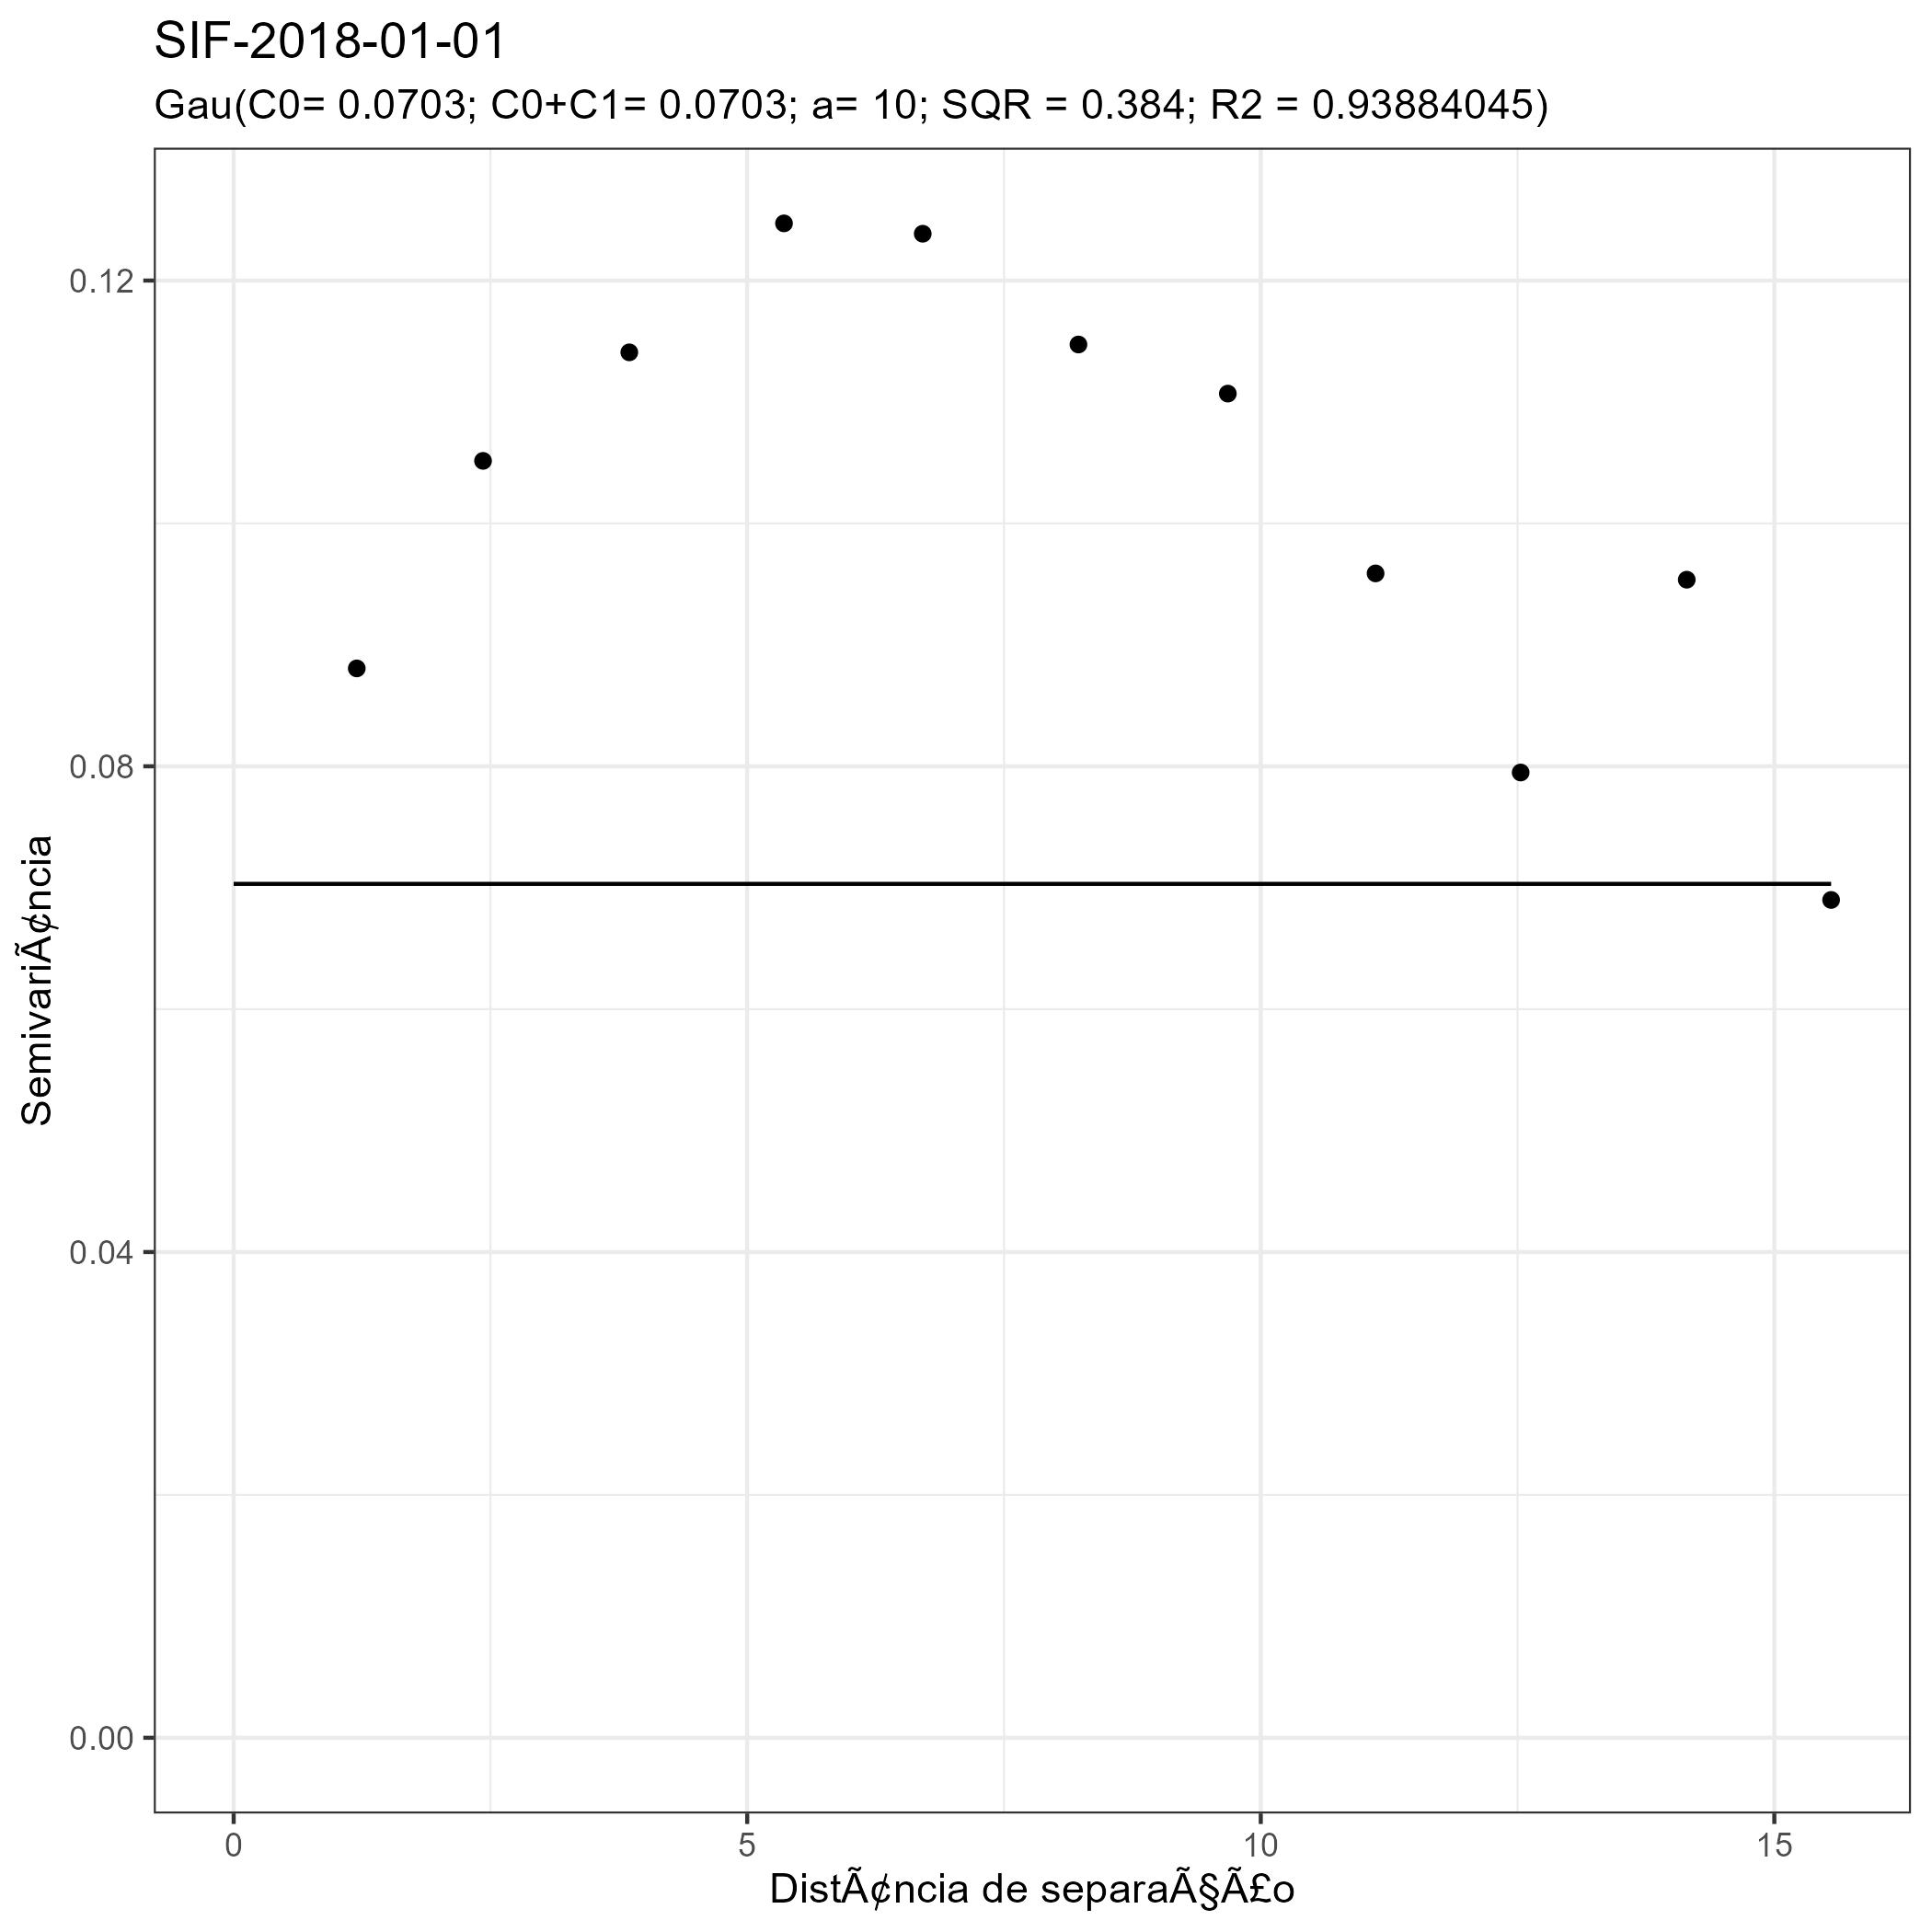 SIF-2018-01-01
Gau(C0= 0.0703; C0+C1= 0.0703; a= 10; SQR = 0.384; R2 = 0.93884045)
SemivariÃ¢ncia
0.12
0.08
0.04
0.00
0 5 10 15
DistÃ¢ncia de separaÃ§Ã£o